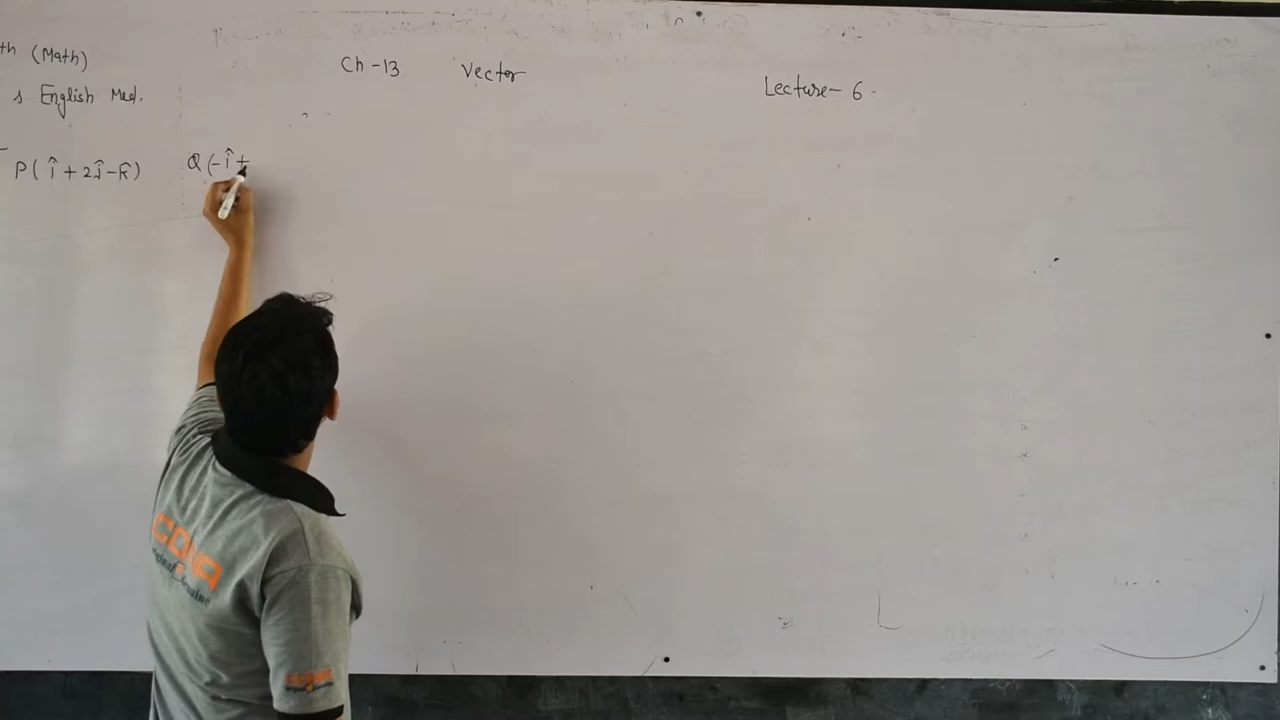 th (Math)
Ch-13 Vector
Lecture-6
s English Med.
P(î + 2ĵ - k̂) Q(-î +